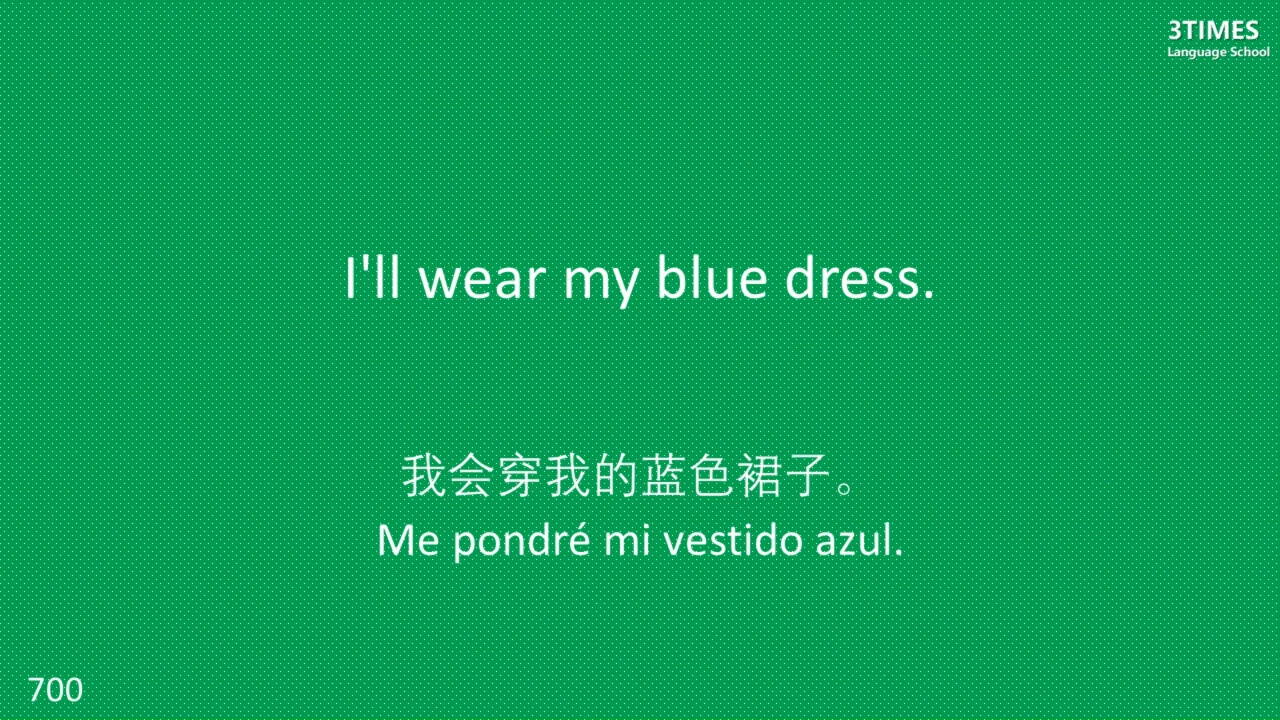 3TIMES
Language School
I'll wear my blue dress.
我会穿我的蓝色裙子。
Me pondré mi vestido azul.
700